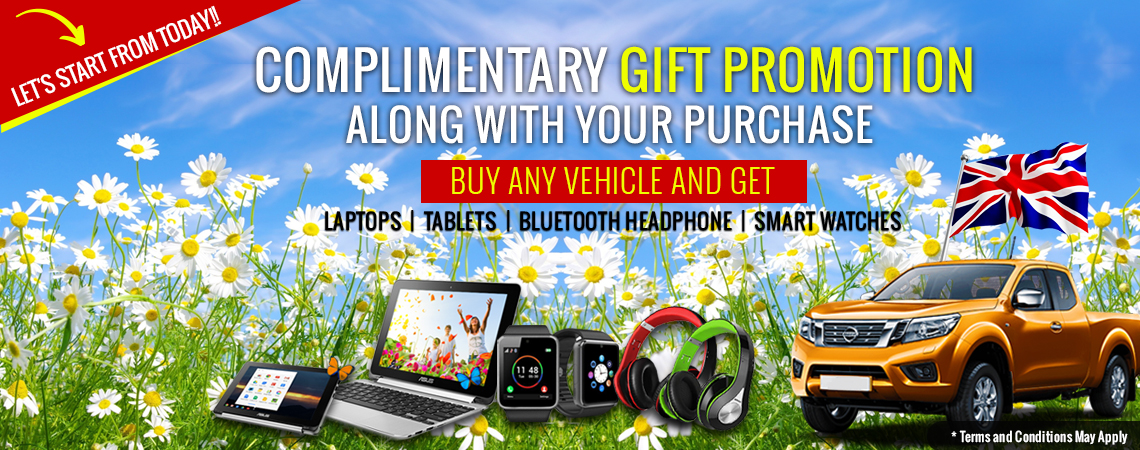 LET'S START FROM TODAY!!
COMPLIMENTARY GIFT PROMOTION
ALONG WITH YOUR PURCHASE
BUY ANY VEHICLE AND GET
LAPTOPS | TABLETS | BLUETOOTH HEADPHONE | SMART WATCHES
ASUS
ASUS
11 48
* Terms and Conditions May Apply